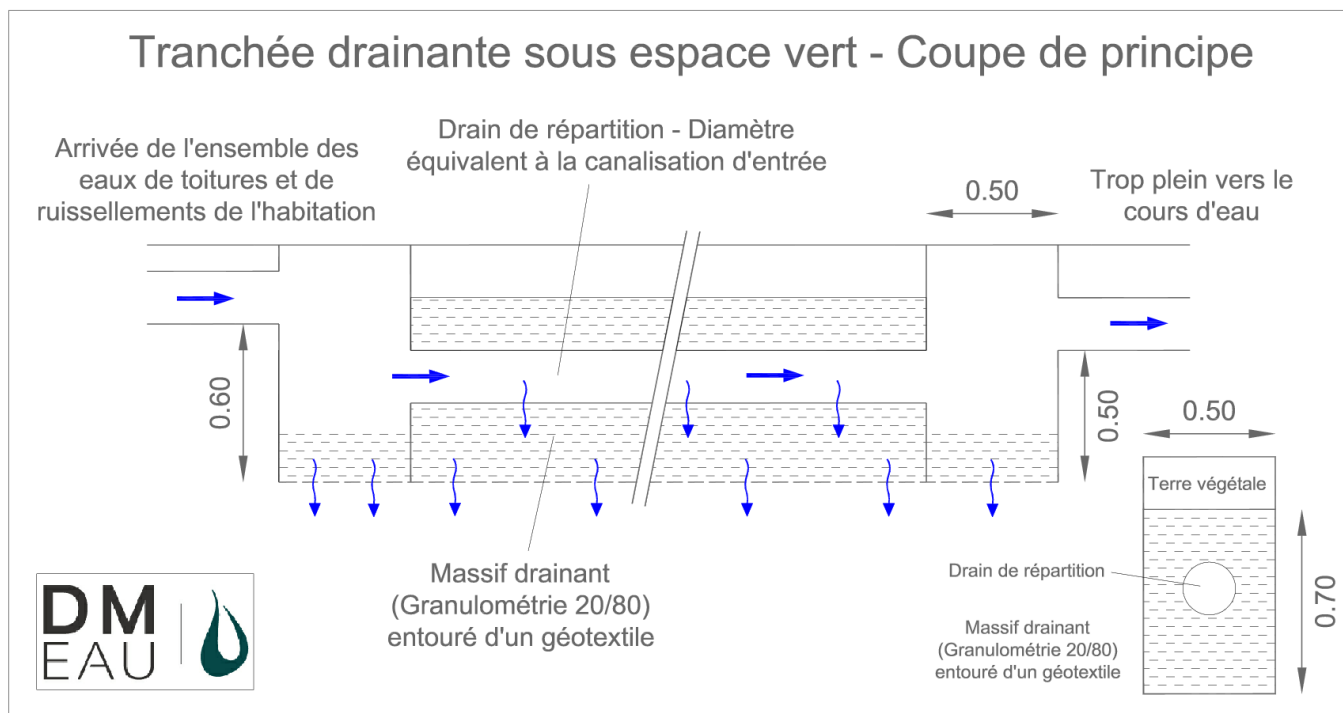 Tranchée drainante sous espace vert - Coupe de principe
Arrivée de l'ensemble des
eaux de toitures et de
ruissellements de l'habitation
Drain de répartition - Diamètre
équivalent à la canalisation d'entrée
0.50
Trop plein vers le
cours d'eau
0.60
0.50
0.50
Terre végétale
Drain de répartition
0.70
Massif drainant
(Granulométrie 20/80)
entouré d'un géotextile
Massif drainant
(Granulométrie 20/80)
entouré d'un géotextile
DM
EAU